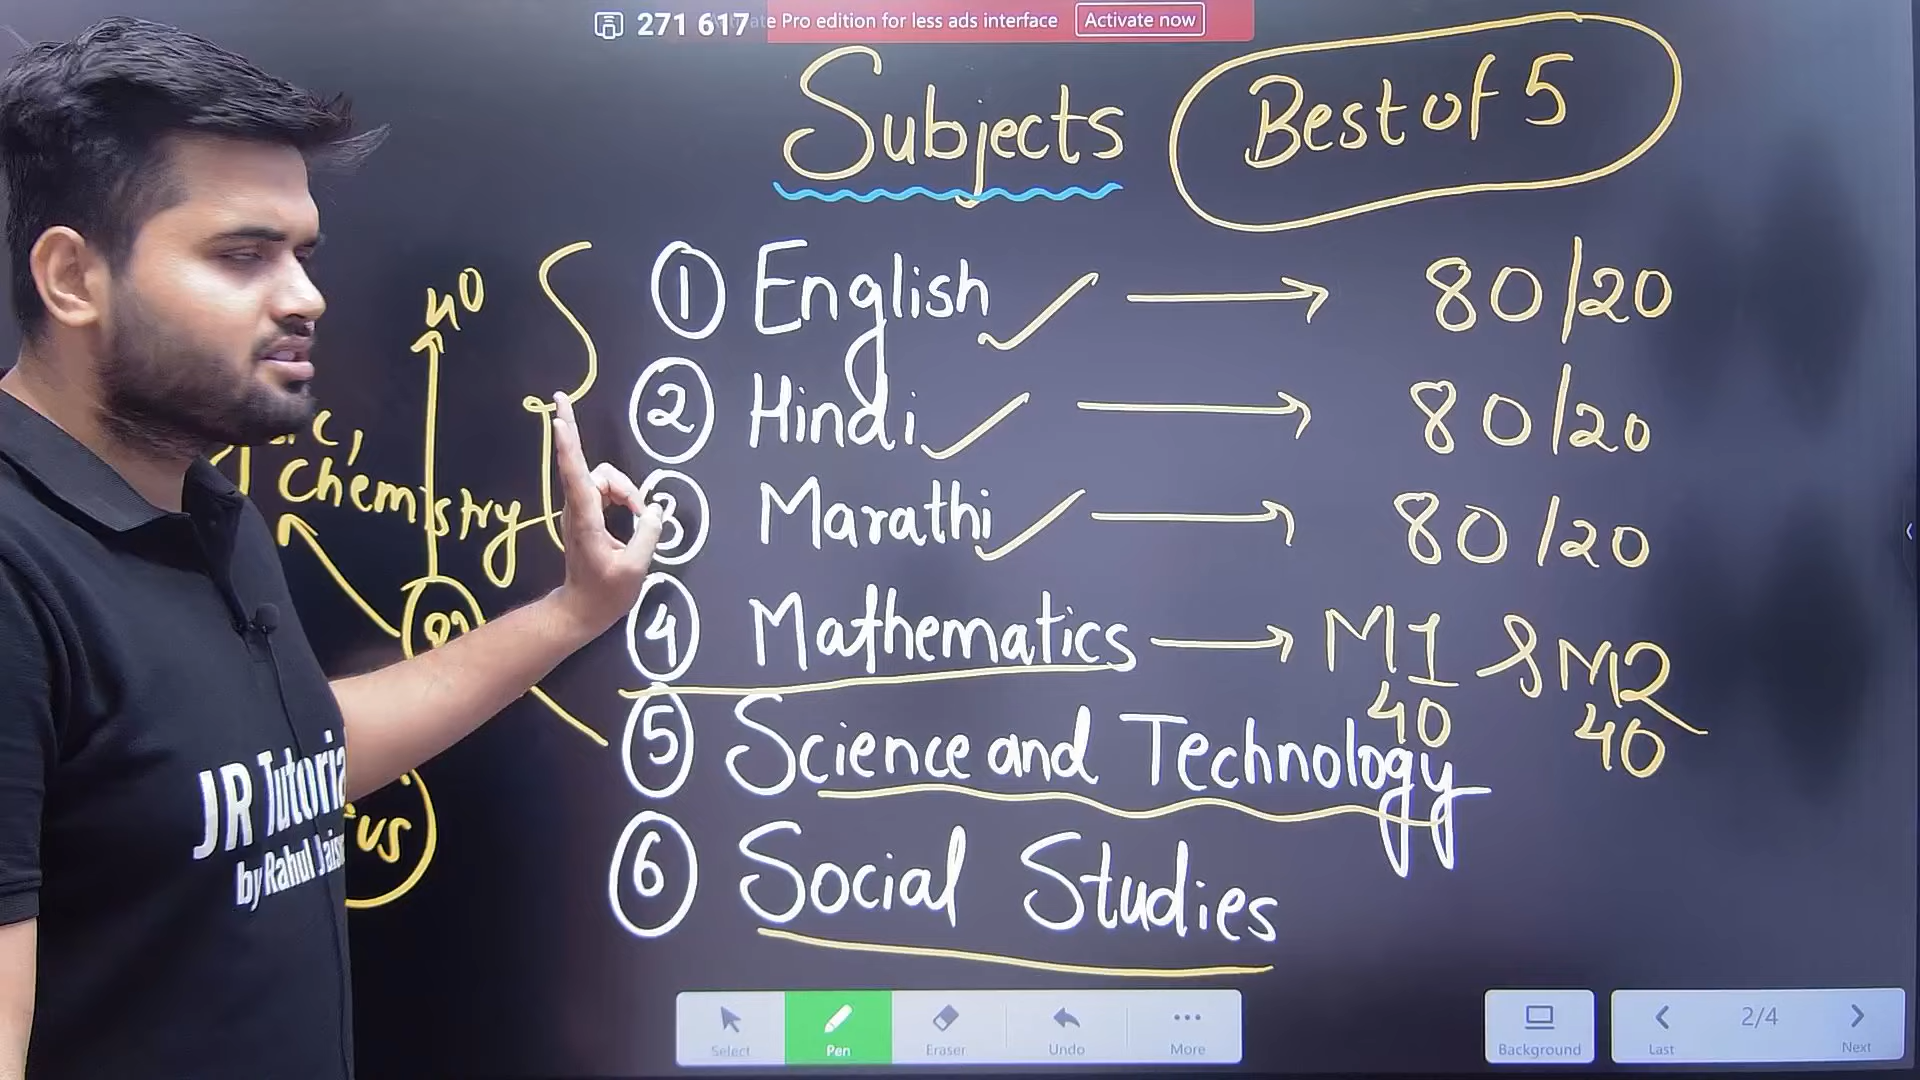 271 617
Pro edition for less ads interface
Activate now
Subjects
Best of 5
1 English → 80/20
2 Hindi → 80/20
3 Marathi → 80/20
4 Mathematics → M1 & M2
40 40
5 Science and Technology
6 Social Studies
40
Chemistry
JR
by Rahul
Select
Pen
Eraser
Undo
More
Background
Last
2/4
Next